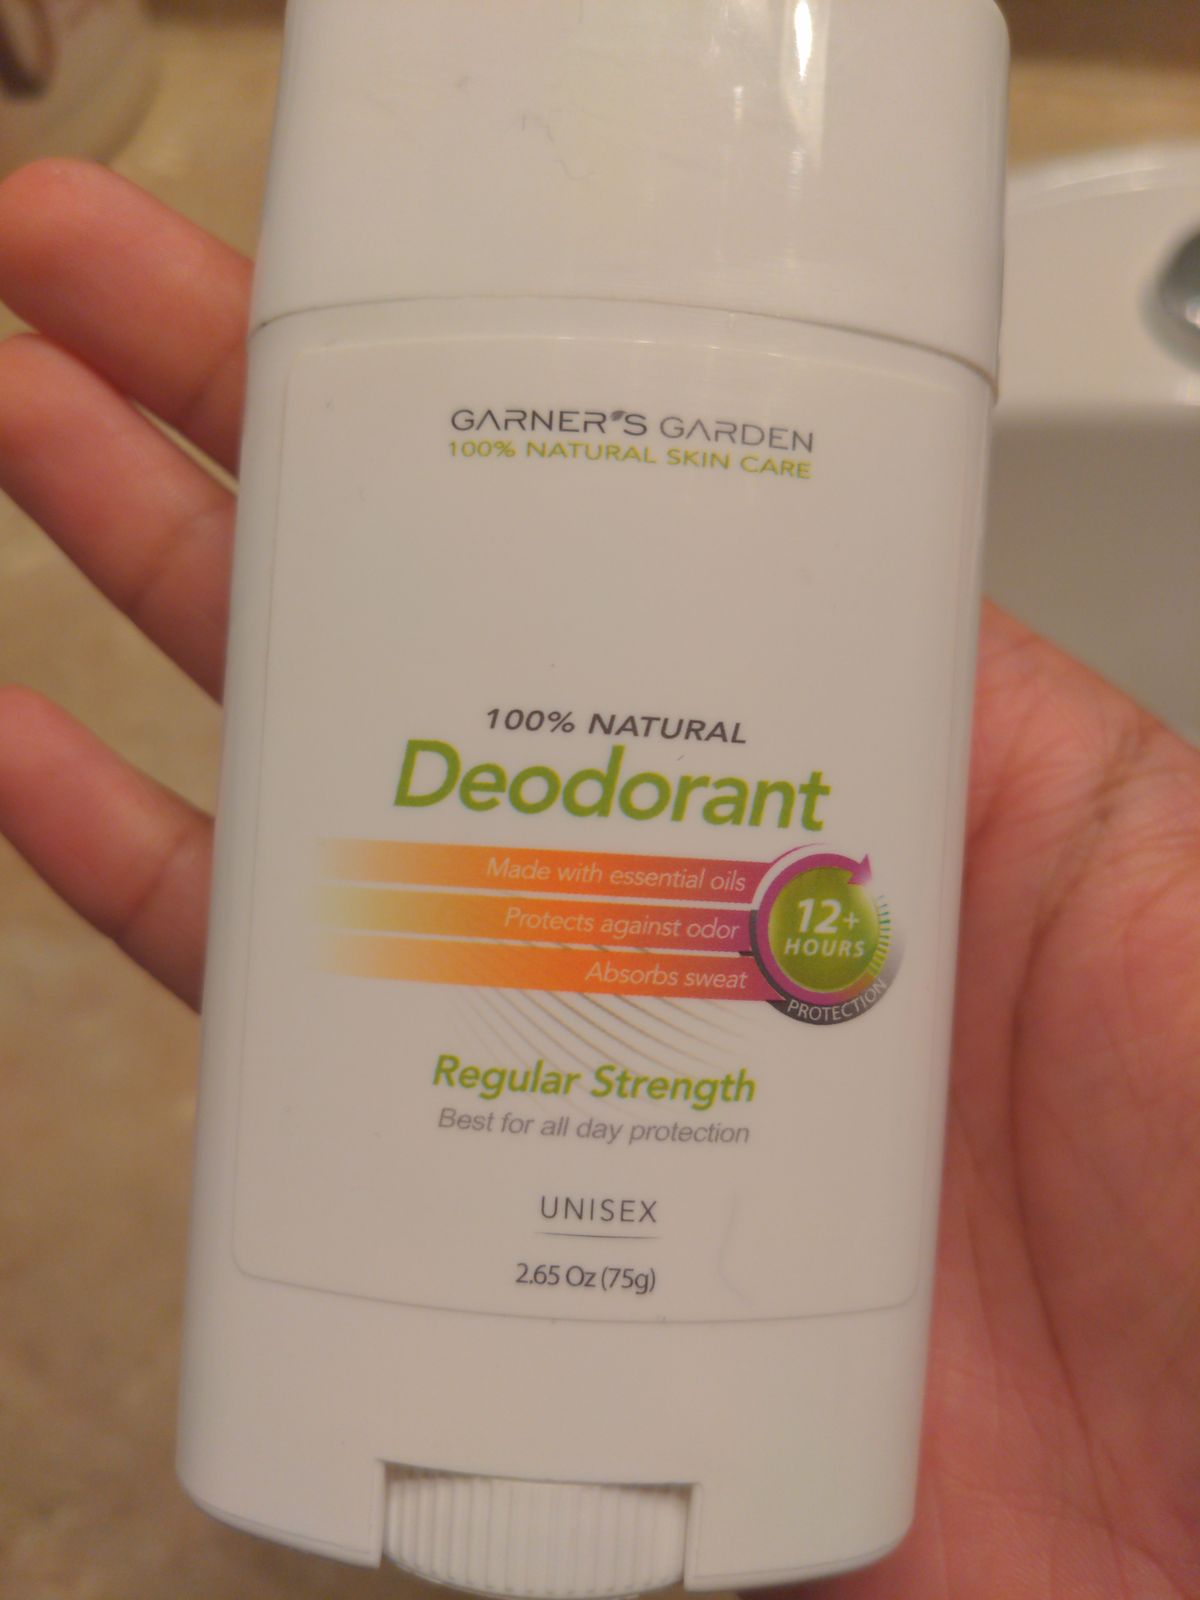 GARNER'S GARDEN
100% NATURAL SKIN CARE
100% NATURAL
Deodorant
Made with essential oils
Protects against odor
Absorbs sweat
12+
HOURS
PROTECTION
Regular Strength
Best for all day protection
UNISEX
2.65 Oz (75g)